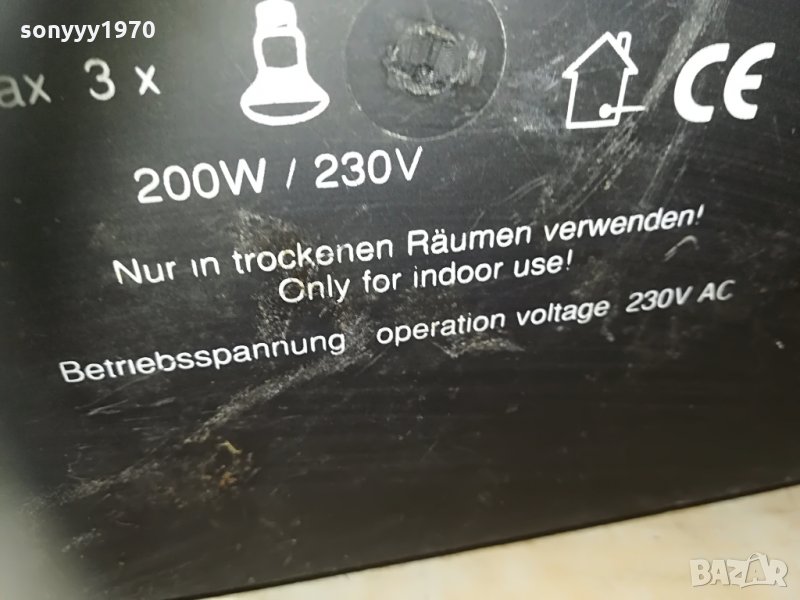 sonyyy1970
ax 3 x
CE
200W / 230V
Nur in trockenen Räumen verwenden!
Only for indoor use!
Betriebsspannung operation voltage 230V AC
BAZAR